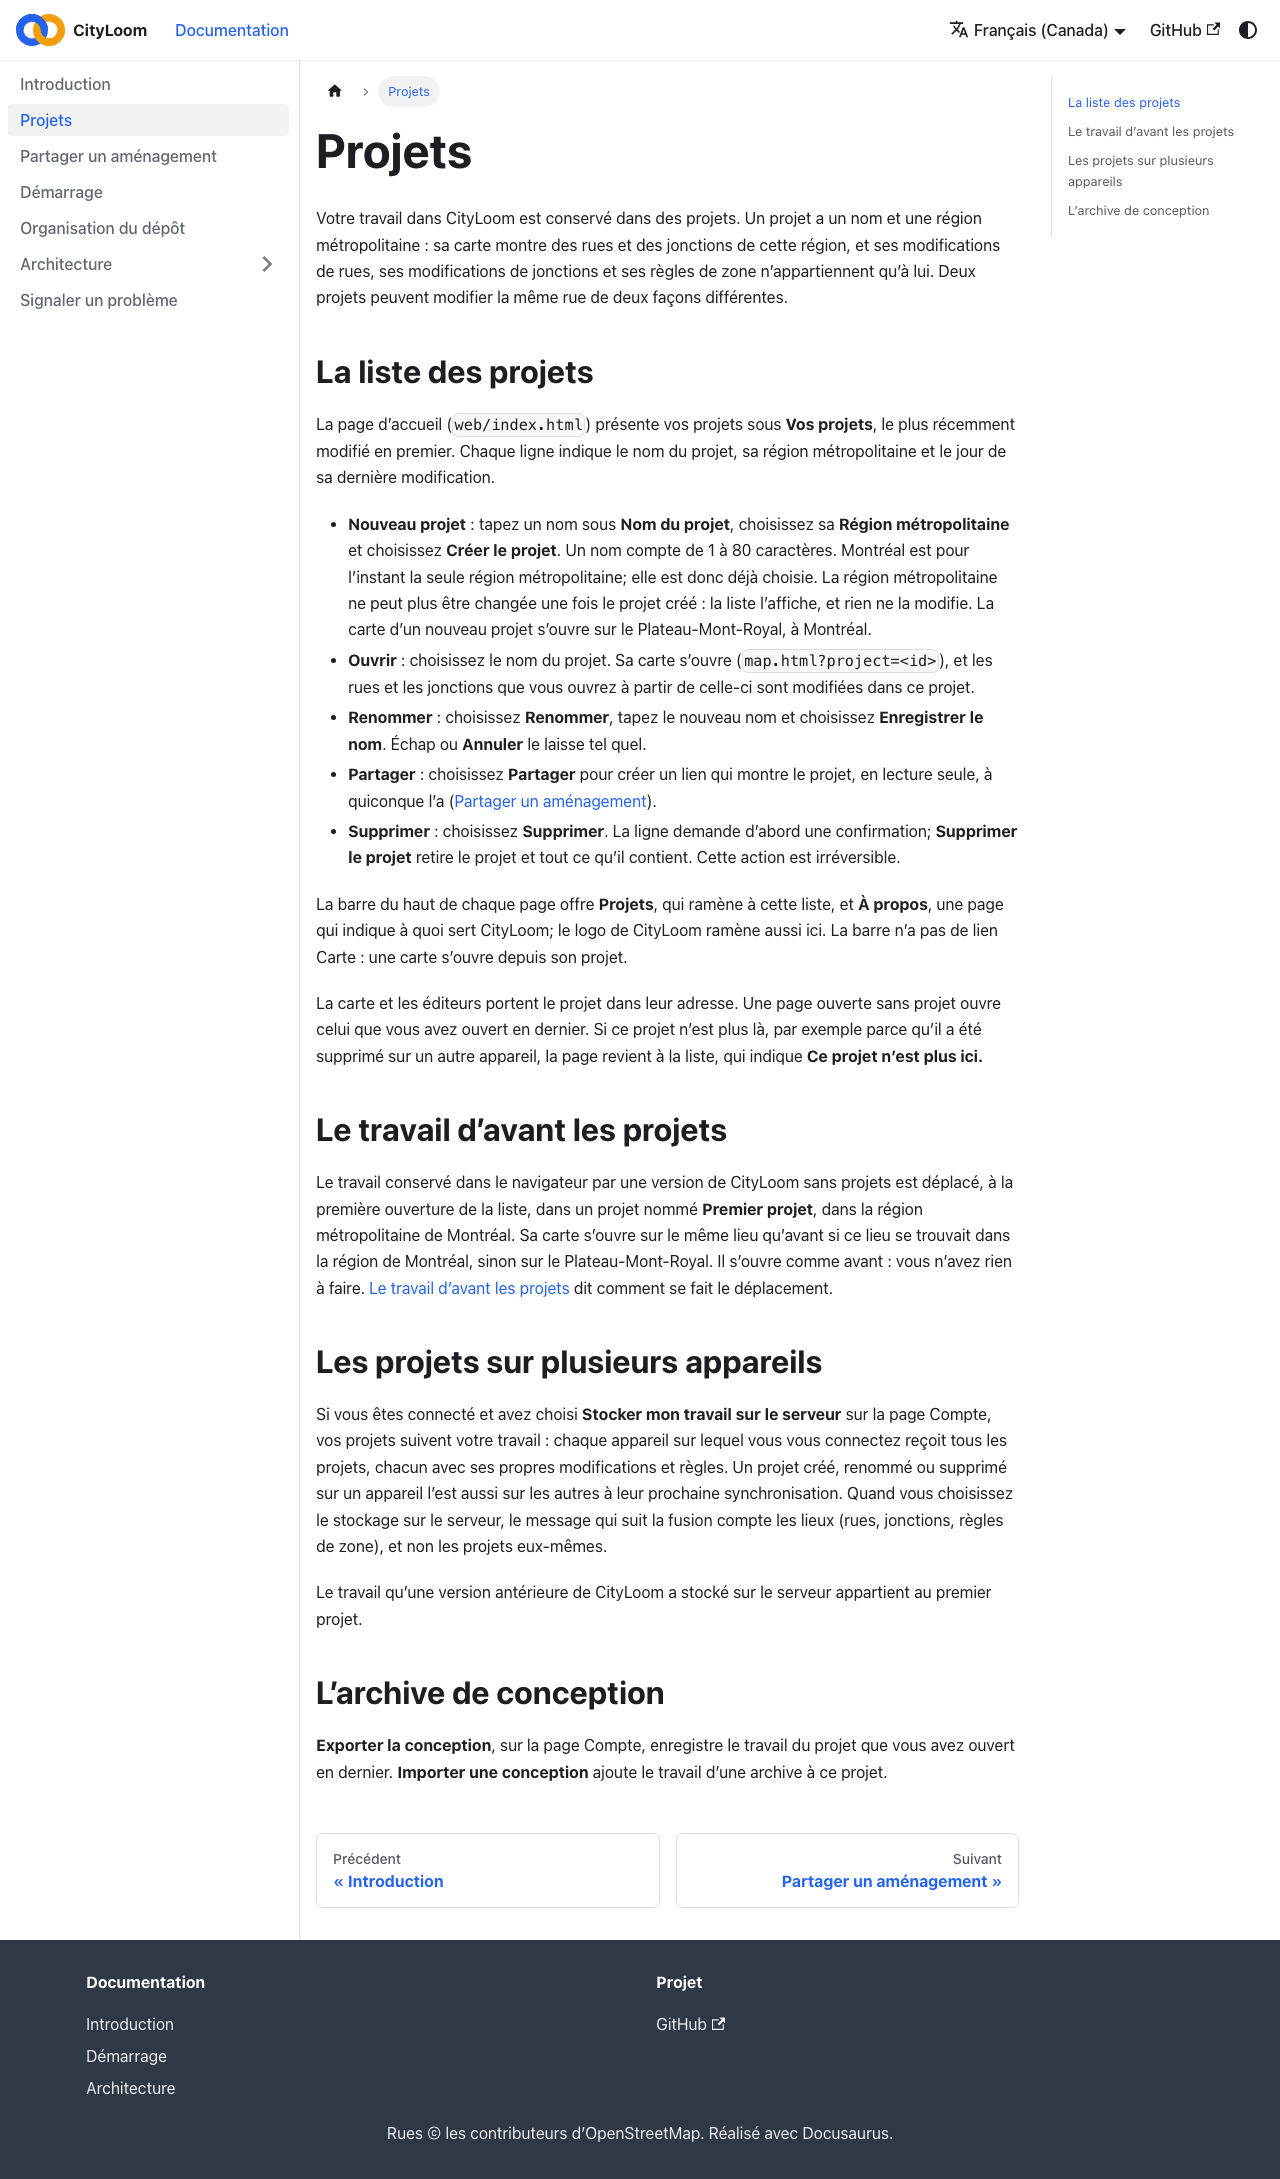 CityLoom
Documentation
Français (Canada)
GitHub
Introduction
Projets
Partager un aménagement
Démarrage
Organisation du dépôt
Architecture
Signaler un problème
Projets
Projets
Votre travail dans CityLoom est conservé dans des projets. Un projet a un nom et une région
métropolitaine : sa carte montre des rues et des jonctions de cette région, et ses modifications
de rues, ses modifications de jonctions et ses règles de zone n’appartiennent qu’à lui. Deux
projets peuvent modifier la même rue de deux façons différentes.
La liste des projets
La page d’accueil (web/index.html) présente vos projets sous Vos projets, le plus récemment
modifié en premier. Chaque ligne indique le nom du projet, sa région métropolitaine et le jour de
sa dernière modification.
• Nouveau projet : tapez un nom sous Nom du projet, choisissez sa Région métropolitaine
et choisissez Créer le projet. Un nom compte de 1 à 80 caractères. Montréal est pour
l’instant la seule région métropolitaine; elle est donc déjà choisie. La région métropolitaine
ne peut plus être changée une fois le projet créé : la liste l’affiche, et rien ne la modifie. La
carte d’un nouveau projet s’ouvre sur le Plateau-Mont-Royal, à Montréal.
• Ouvrir : choisissez le nom du projet. Sa carte s’ouvre (map.html?project=<id>), et les
rues et les jonctions que vous ouvrez à partir de celle-ci sont modifiées dans ce projet.
• Renommer : choisissez Renommer, tapez le nouveau nom et choisissez Enregistrer le
nom. Échap ou Annuler le laisse tel quel.
• Partager : choisissez Partager pour créer un lien qui montre le projet, en lecture seule, à
quiconque l’a (Partager un aménagement).
• Supprimer : choisissez Supprimer. La ligne demande d’abord une confirmation; Supprimer
le projet retire le projet et tout ce qu’il contient. Cette action est irréversible.
La barre du haut de chaque page offre Projets, qui ramène à cette liste, et À propos, une page
qui indique à quoi sert CityLoom; le logo de CityLoom ramène aussi ici. La barre n’a pas de lien
Carte : une carte s’ouvre depuis son projet.
La carte et les éditeurs portent le projet dans leur adresse. Une page ouverte sans projet ouvre
celui que vous avez ouvert en dernier. Si ce projet n’est plus là, par exemple parce qu’il a été
supprimé sur un autre appareil, la page revient à la liste, qui indique Ce projet n’est plus ici.
Le travail d’avant les projets
Le travail conservé dans le navigateur par une version de CityLoom sans projets est déplacé, à la
première ouverture de la liste, dans un projet nommé Premier projet, dans la région
métropolitaine de Montréal. Sa carte s’ouvre sur le même lieu qu’avant si ce lieu se trouvait dans
la région de Montréal, sinon sur le Plateau-Mont-Royal. Il s’ouvre comme avant : vous n’avez rien
à faire. Le travail d’avant les projets dit comment se fait le déplacement.
Les projets sur plusieurs appareils
Si vous êtes connecté et avez choisi Stocker mon travail sur le serveur sur la page Compte,
vos projets suivent votre travail : chaque appareil sur lequel vous vous connectez reçoit tous les
projets, chacun avec ses propres modifications et règles. Un projet créé, renommé ou supprimé
sur un appareil l’est aussi sur les autres à leur prochaine synchronisation. Quand vous choisissez
le stockage sur le serveur, le message qui suit la fusion compte les lieux (rues, jonctions, règles
de zone), et non les projets eux-mêmes.
Le travail qu’une version antérieure de CityLoom a stocké sur le serveur appartient au premier
projet.
L’archive de conception
Exporter la conception, sur la page Compte, enregistre le travail du projet que vous avez ouvert
en dernier. Importer une conception ajoute le travail d’une archive à ce projet.
Précédent
« Introduction
Suivant
Partager un aménagement »
La liste des projets
Le travail d’avant les projets
Les projets sur plusieurs
appareils
L’archive de conception
Documentation
Introduction
Démarrage
Architecture
Projet
GitHub
Rues © les contributeurs d’OpenStreetMap. Réalisé avec Docusaurus.